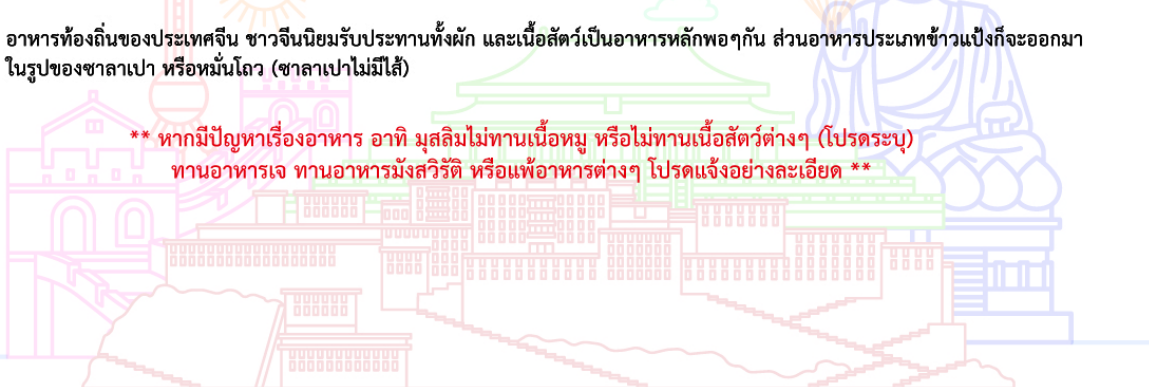 อาหารท้องถิ่นของประเทศจีน ชาวจีนนิยมรับประทานทั้งผัก และเนื้อสัตว์เป็นอาหารหลักพอๆกัน ส่วนอาหารประเภทข้าวแป้งก็จะออกมา
ในรูปของซาลาเปา หรือหมั่นโถว (ซาลาเปาไม่มีไส้)
** หากมีปัญหาเรื่องอาหาร อาทิ มุสลิมไม่ทานเนื้อหมู หรือไม่ทานเนื้อสัตว์ต่างๆ (โปรดระบุ)
ทานอาหารเจ ทานอาหารมังสวิรัติ หรือแพ้อาหารต่างๆ โปรดแจ้งอย่างละเอียด **